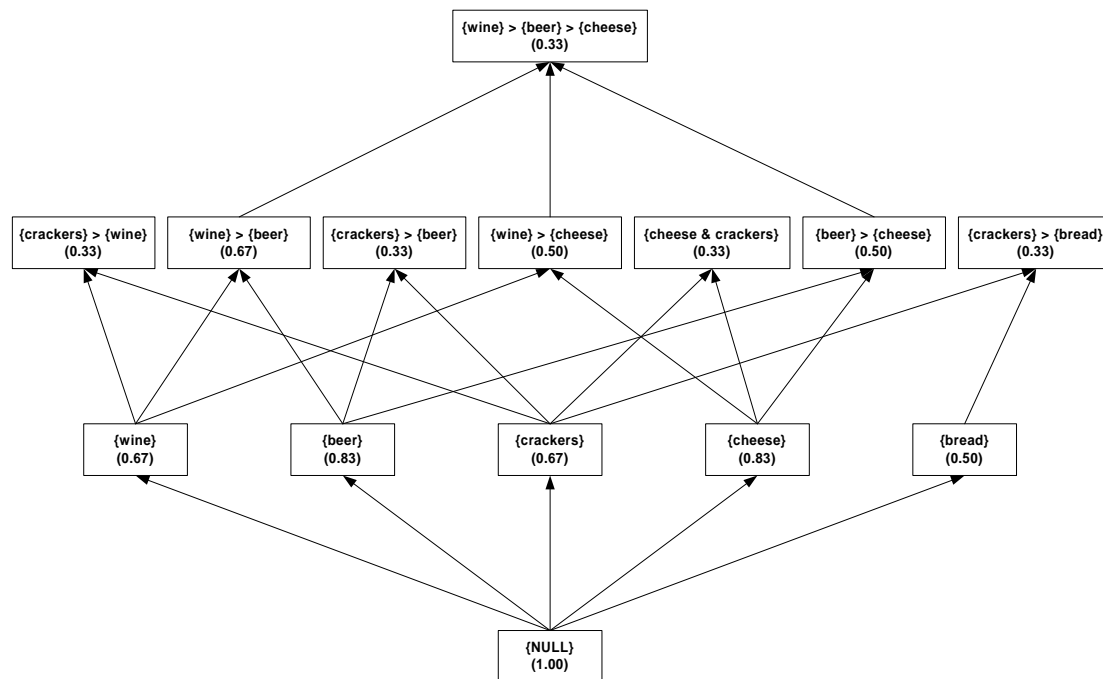 {wine} > {beer} > {cheese}
(0.33)
{crackers} > {wine}
(0.33)
{wine} > {beer}
(0.67)
{crackers} > {beer}
(0.33)
{wine} > {cheese}
(0.50)
{cheese & crackers}
(0.33)
{beer} > {cheese}
(0.50)
{crackers} > {bread}
(0.33)
{wine}
(0.67)
{beer}
(0.83)
{crackers}
(0.67)
{cheese}
(0.83)
{bread}
(0.50)
{NULL}
(1.00)